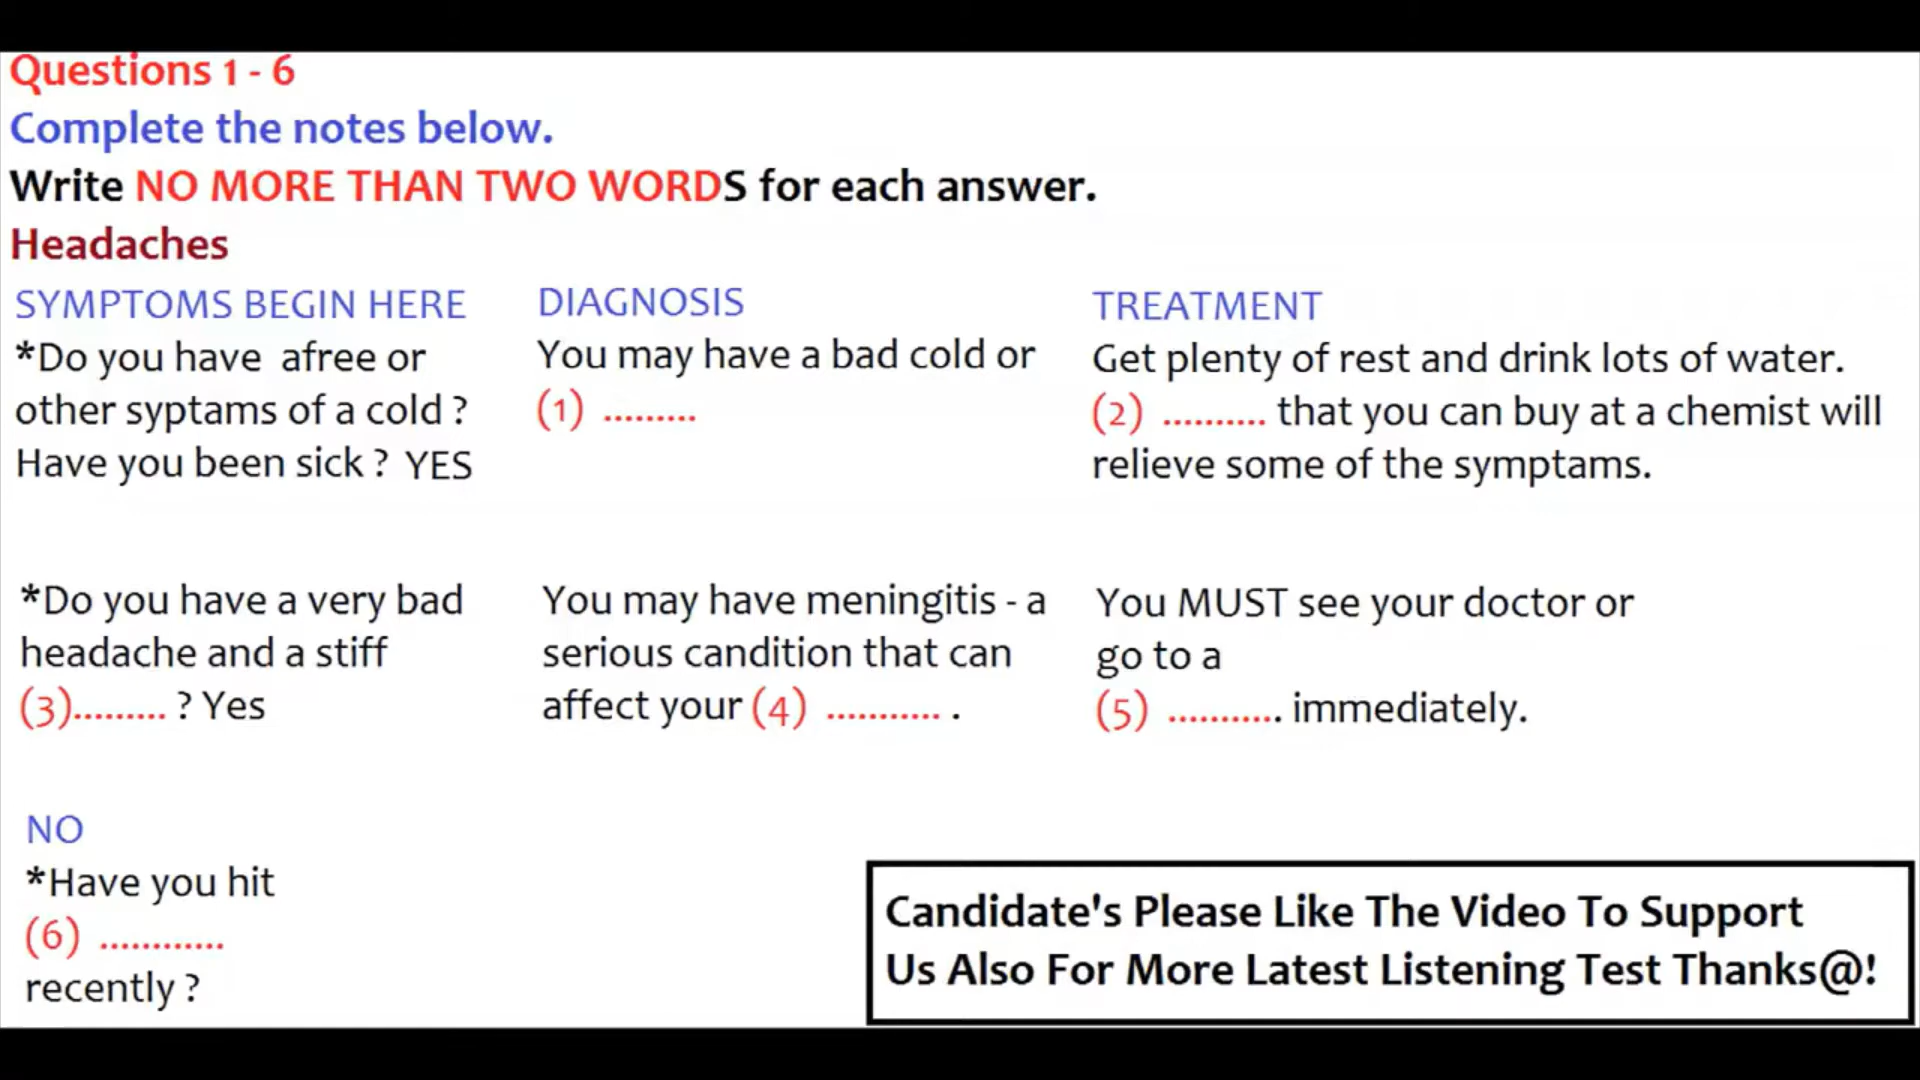 Questions 1 - 6
Complete the notes below.
Write NO MORE THAN TWO WORDS for each answer.
Headaches
SYMPTOMS BEGIN HERE
*Do you have afree or
other syptams of a cold ?
Have you been sick ? YES
DIAGNOSIS
You may have a bad cold or
(1) .........
TREATMENT
Get plenty of rest and drink lots of water.
(2) .......... that you can buy at a chemist will
relieve some of the symptams.
*Do you have a very bad
headache and a stiff
(3)......... ? Yes
You may have meningitis - a
serious candition that can
affect your (4) ........... .
You MUST see your doctor or
go to a
(5) ........... immediately.
NO
*Have you hit
(6) ............
recently ?
Candidate's Please Like The Video To Support
Us Also For More Latest Listening Test Thanks@!